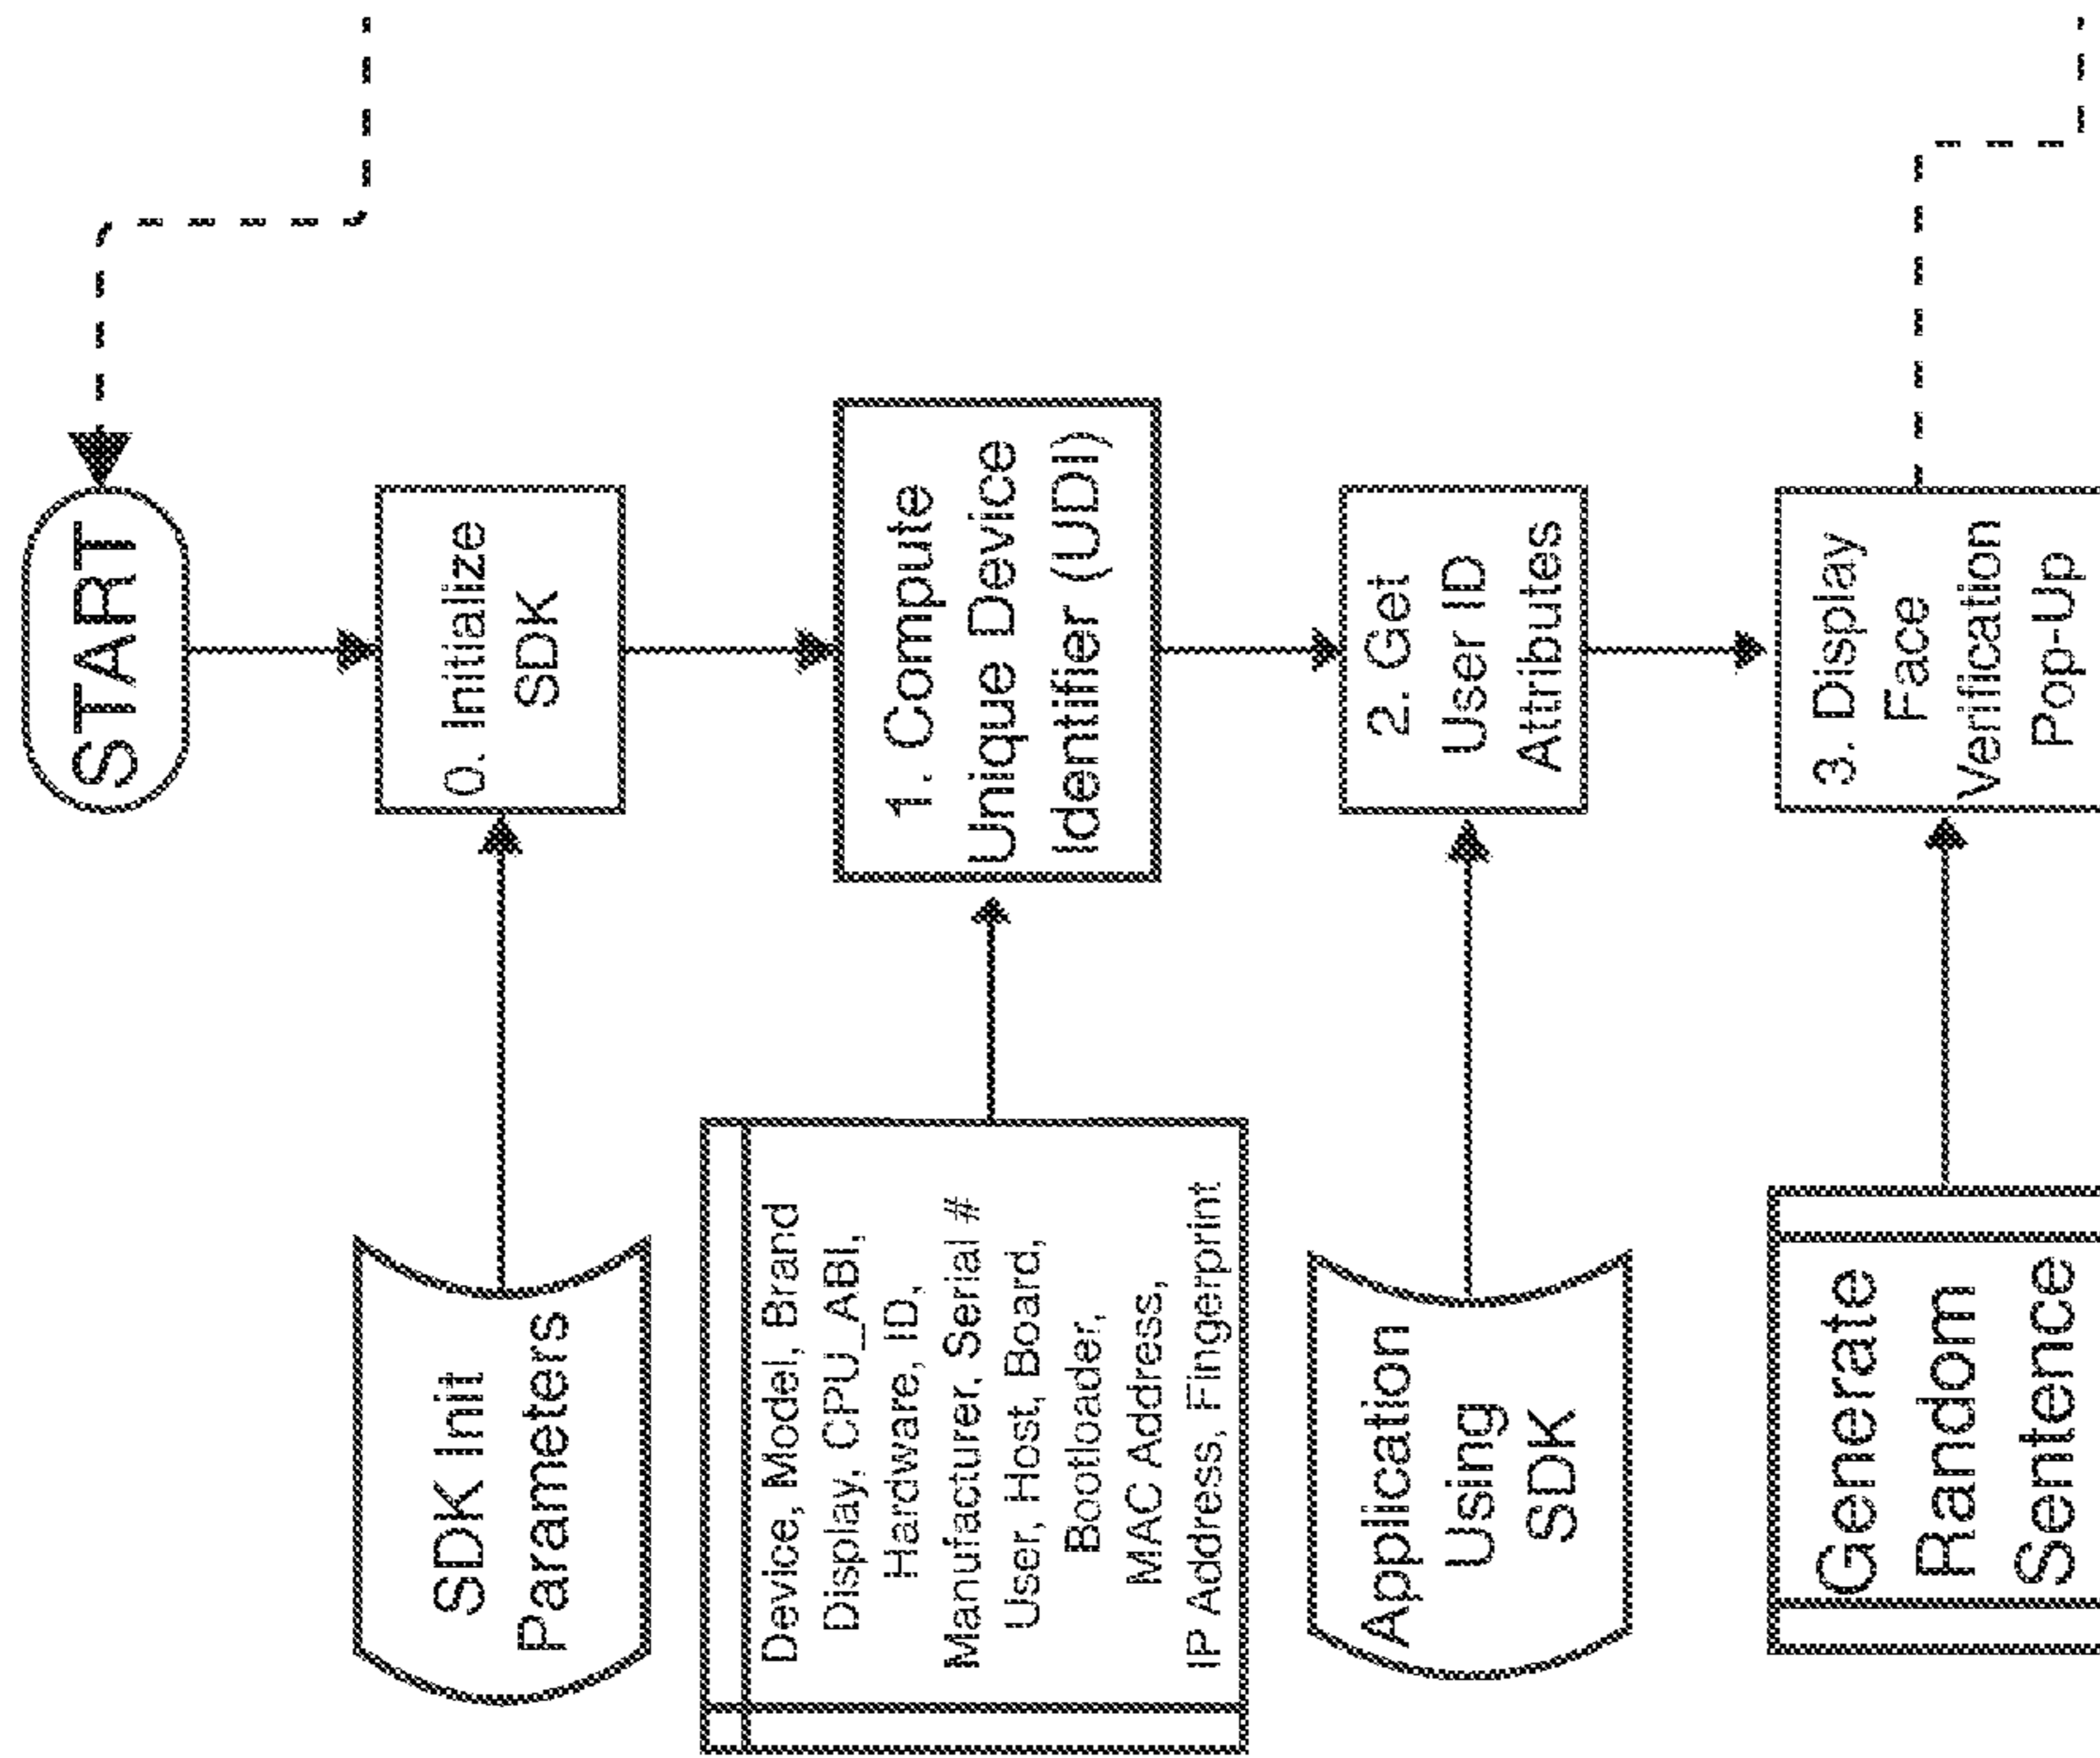 START
0. Initialize
SDK
SDK Init
Parameters
1. Compute
Unique Device
Identifier (UDI)
Device, Model, Brand
Display, CPU_ABI,
Hardware, ID,
Manufacturer, Serial #
User, Host, Board,
Bootloader,
MAC Address,
IP Address, Fingerprint
2. Get
User ID
Attributes
Application
Using
SDK
3. Display
Face
Verification
Pop-Up
Generate
Random
Sentence